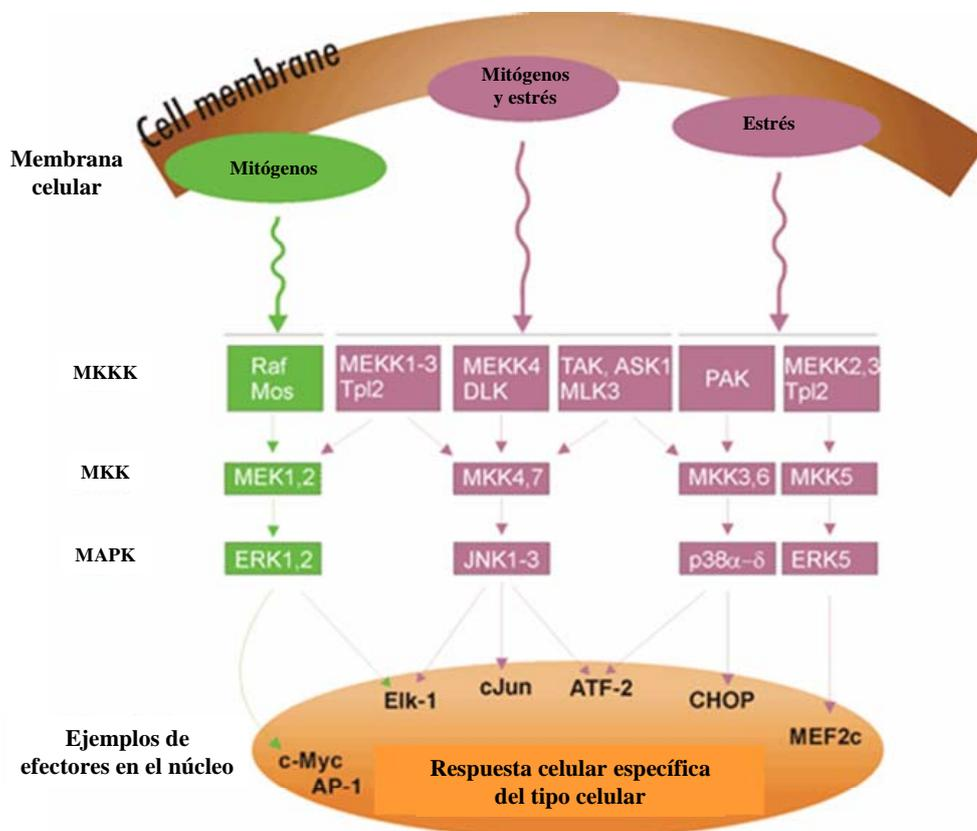 Cell membrane
Mitógenos
y estrés
Estrés
Mitógenos
Membrana
celular
MKKK
Raf
Mos
MEKK1-3
Tpl2
MEKK4
DLK
TAK, ASK1
MLK3
PAK
MEKK2,3
Tpl2
MKK
MEK1,2
MKK4,7
MKK3,6
MKK5
MAPK
ERK1,2
JNK1-3
p38α-δ
ERK5
Elk-1
cJun
ATF-2
CHOP
MEF2c
Ejemplos de
efectores en el núcleo
c-Myc
AP-1
Respuesta celular específica
del tipo celular